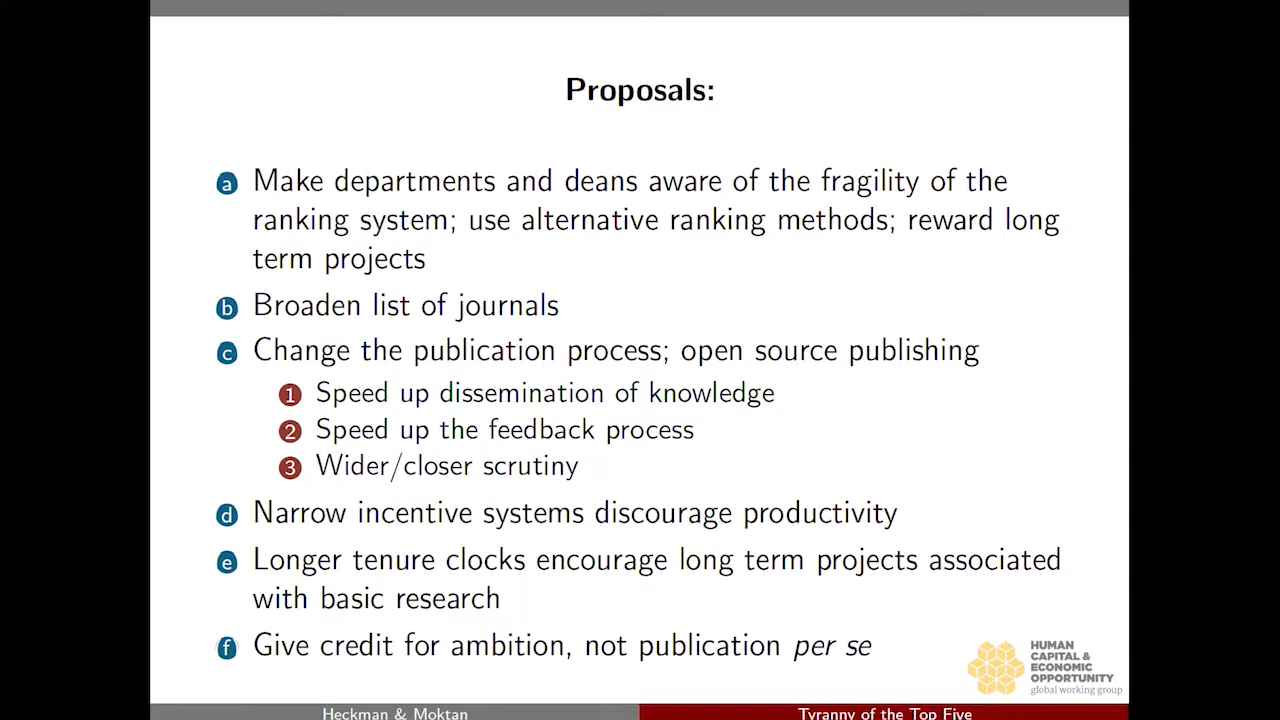 Proposals:
a Make departments and deans aware of the fragility of the
ranking system; use alternative ranking methods; reward long
term projects
b Broaden list of journals
c Change the publication process; open source publishing
1 Speed up dissemination of knowledge
2 Speed up the feedback process
3 Wider/closer scrutiny
d Narrow incentive systems discourage productivity
e Longer tenure clocks encourage long term projects associated
with basic research
f Give credit for ambition, not publication per se
HUMAN
CAPITAL &
ECONOMIC
OPPORTUNITY
global working group
Heckman & Moktan
Tyranny of the Top Five